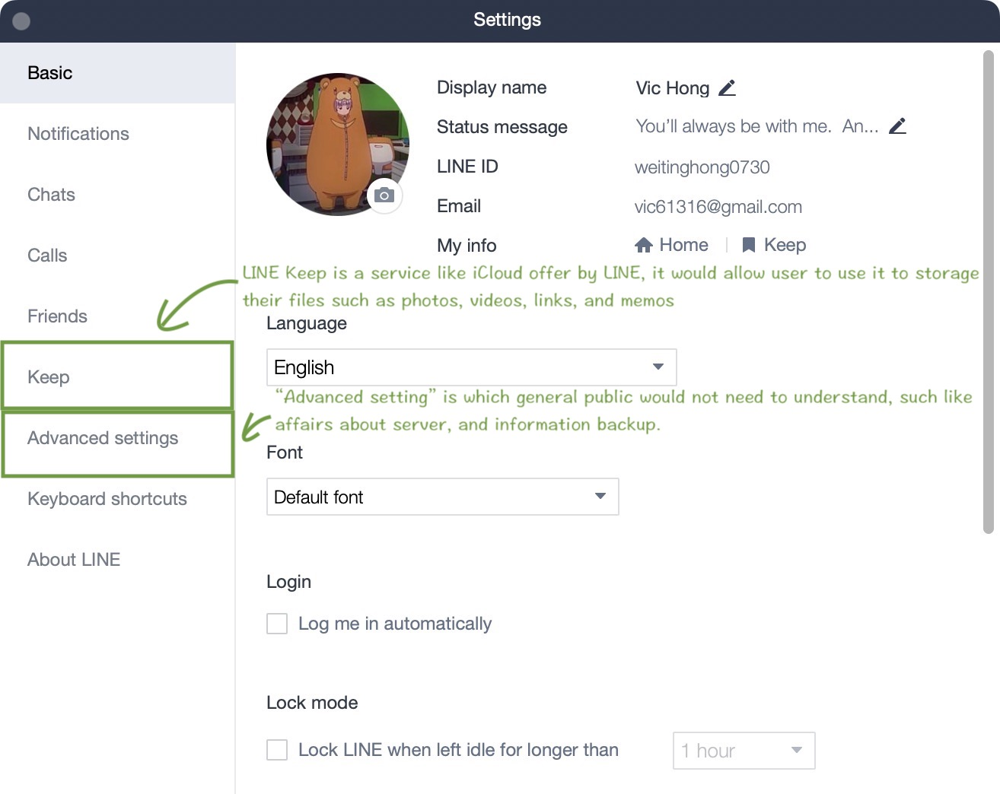 Settings
Basic
Notifications
Chats
Calls
Friends
Keep
Advanced settings
Keyboard shortcuts
About LINE
Display name
Vic Hong
Status message
You’ll always be with me. An...
LINE ID
weitinghong0730
Email
vic61316@gmail.com
My info
Home
Keep
LINE Keep is a service like iCloud offer by LINE, it would allow user to use it to storage
their files such as photos, videos, links, and memos
Language
English
“Advanced setting” is which general public would not need to understand, such like
affairs about server, and information backup.
Font
Default font
Login
Log me in automatically
Lock mode
Lock LINE when left idle for longer than
1 hour